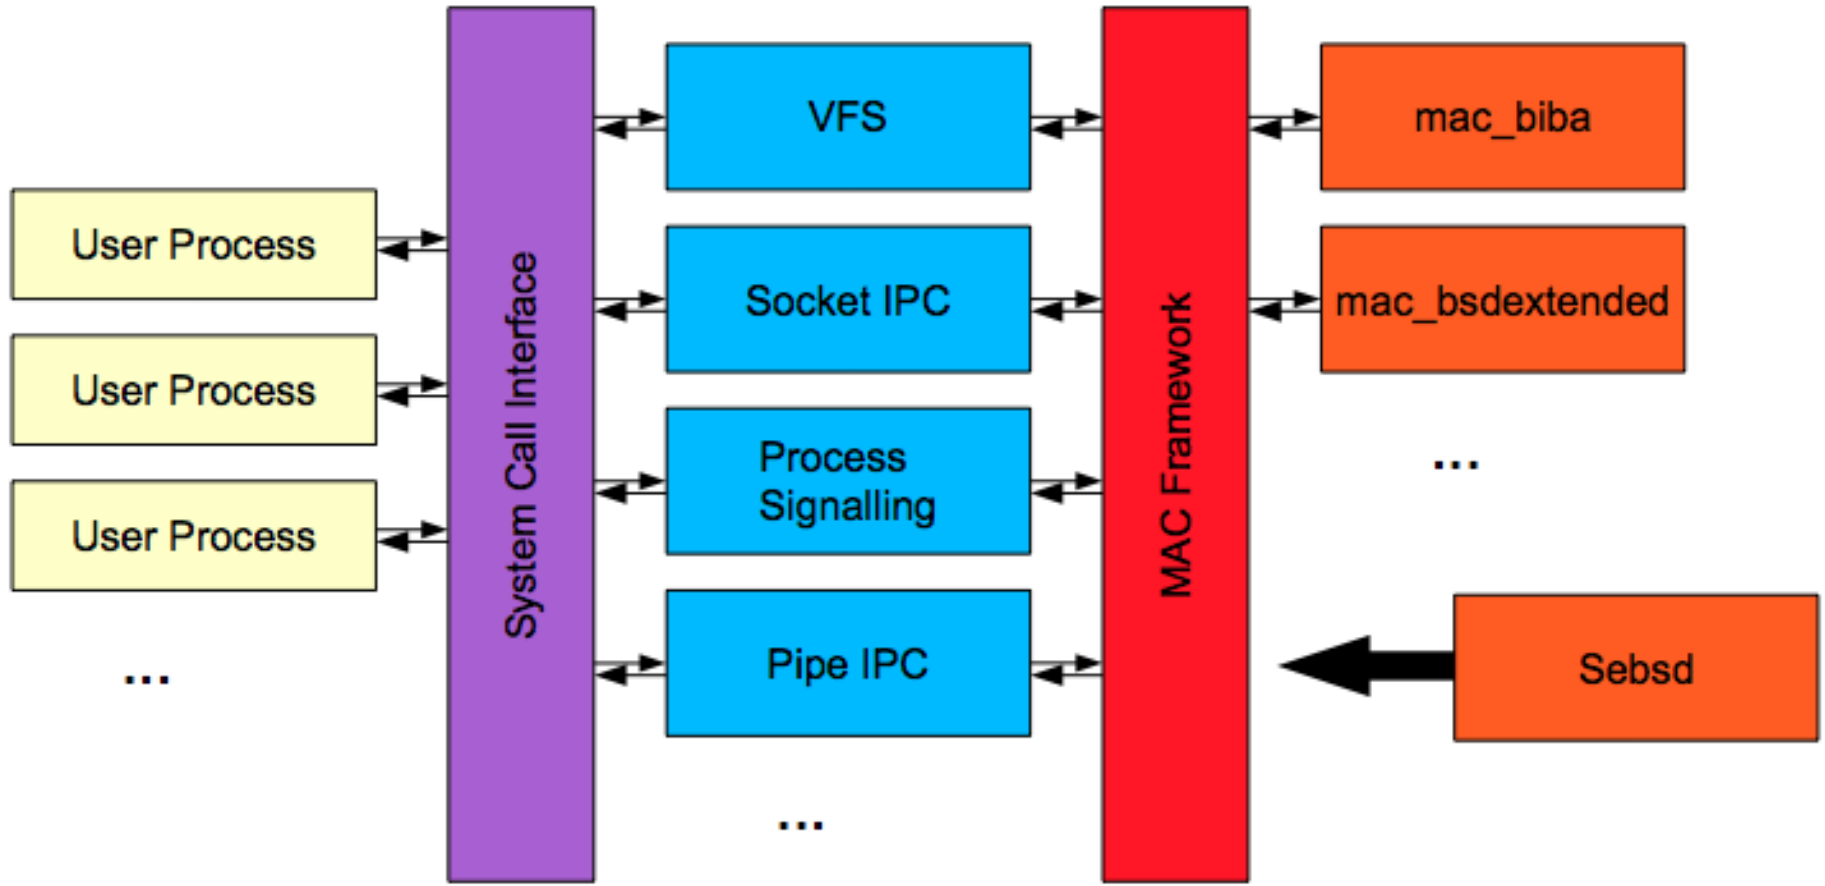 User Process
User Process
User Process
...
System Call Interface
VFS
Socket IPC
Process
Signalling
Pipe IPC
...
MAC Framework
mac_biba
mac_bsdextended
...
Sebsd